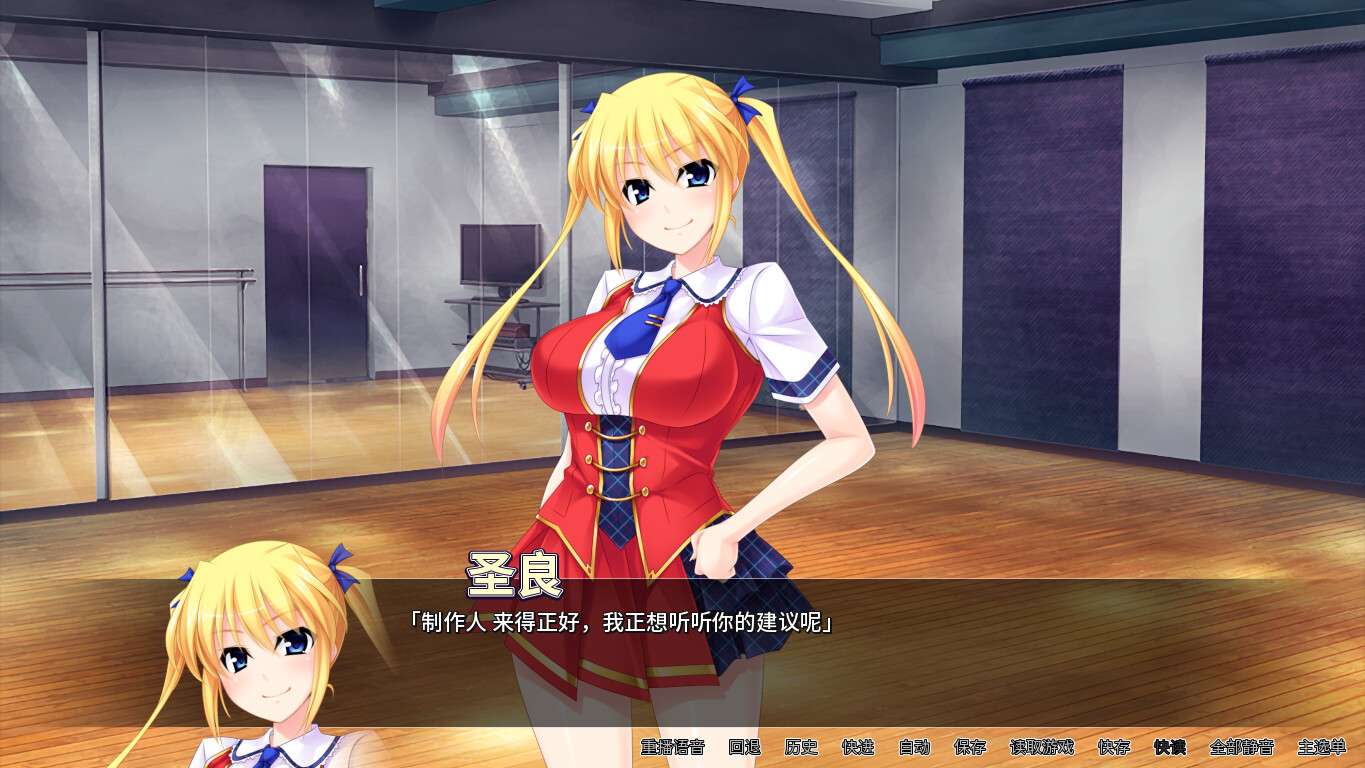 圣良
「制作人 来得正好，我正想听听你的建议呢」
重播语音 回退 历史 快进 自动 保存 读取游戏 快存 快读 全部静音 主选单